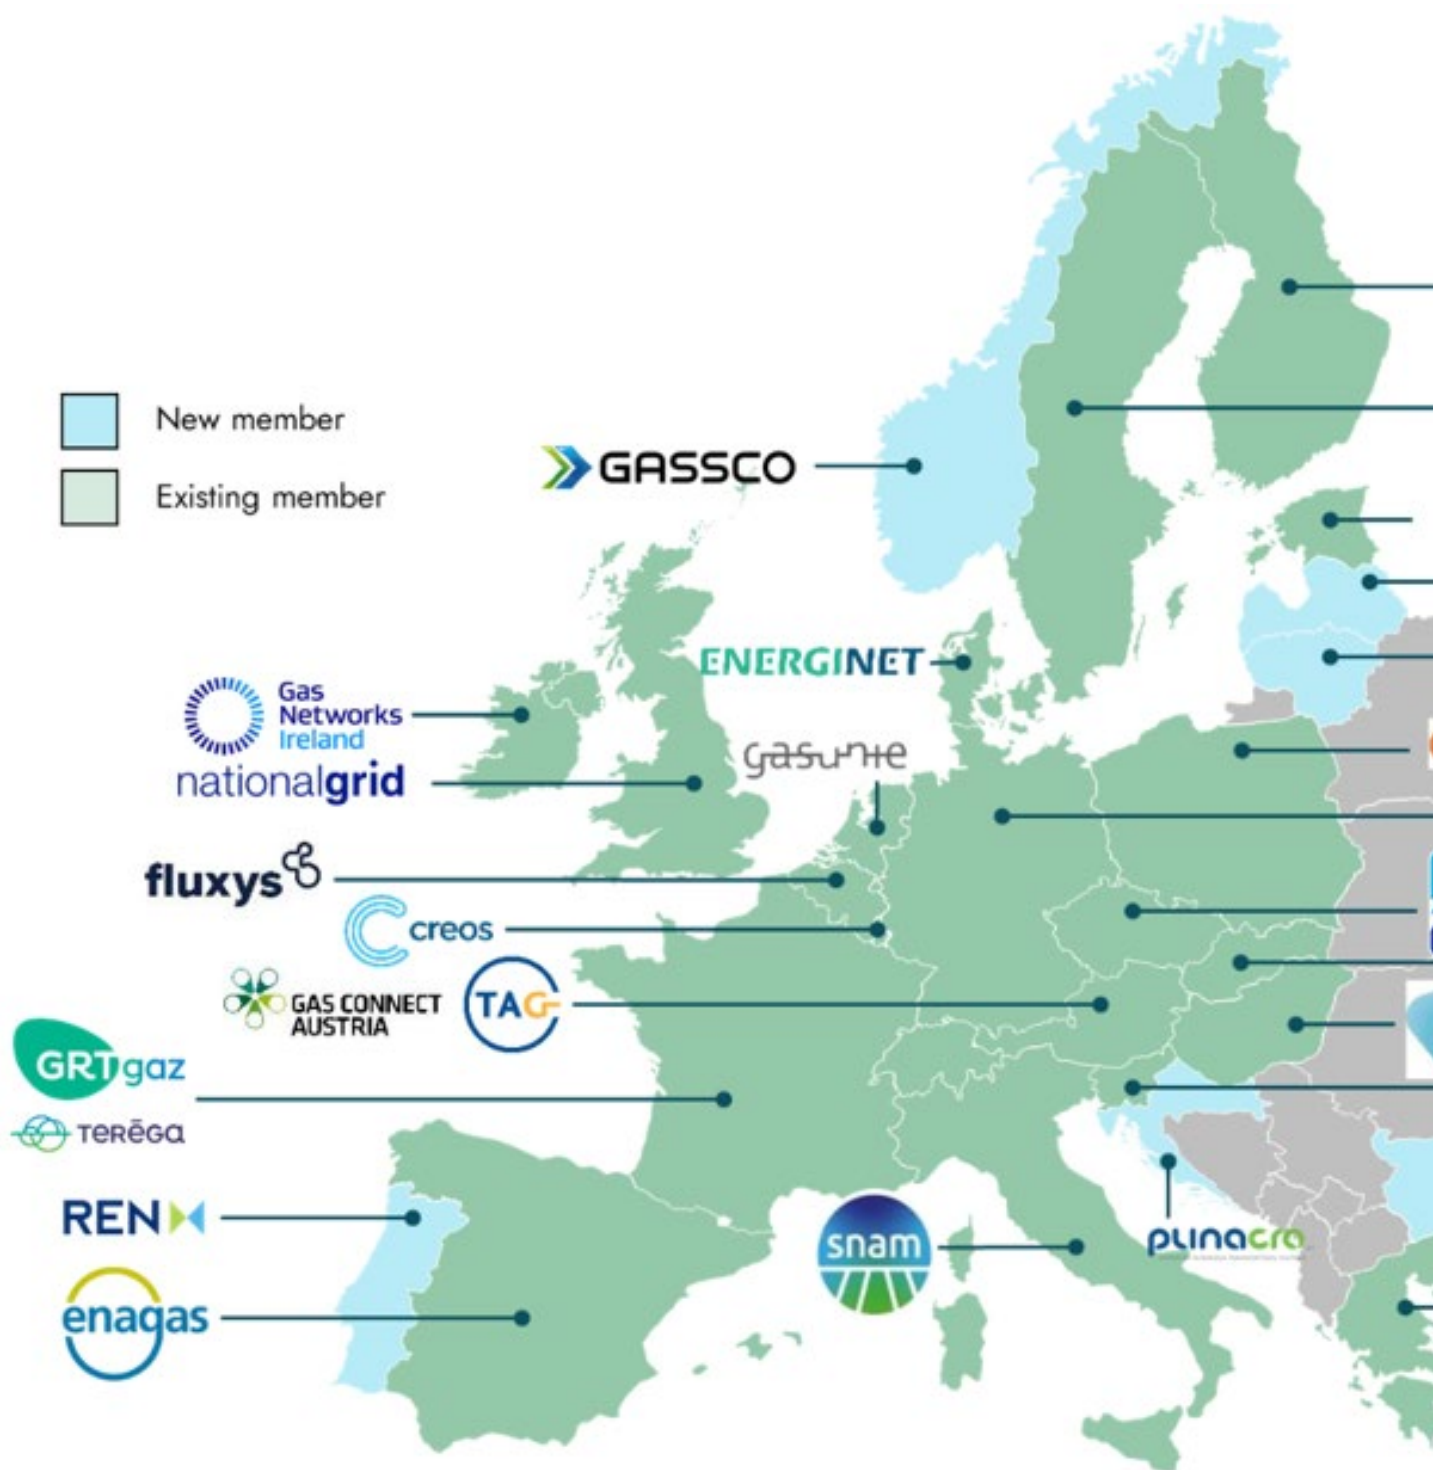 New member
Existing member
GASSCO
ENERGINET
Gas
Networks
Ireland
nationalgrid
gasunie
fluxys
creos
GAS CONNECT
AUSTRIA
TAG
GRTgaz
TERĒGA
REN
enagas
snam
PLINACRO